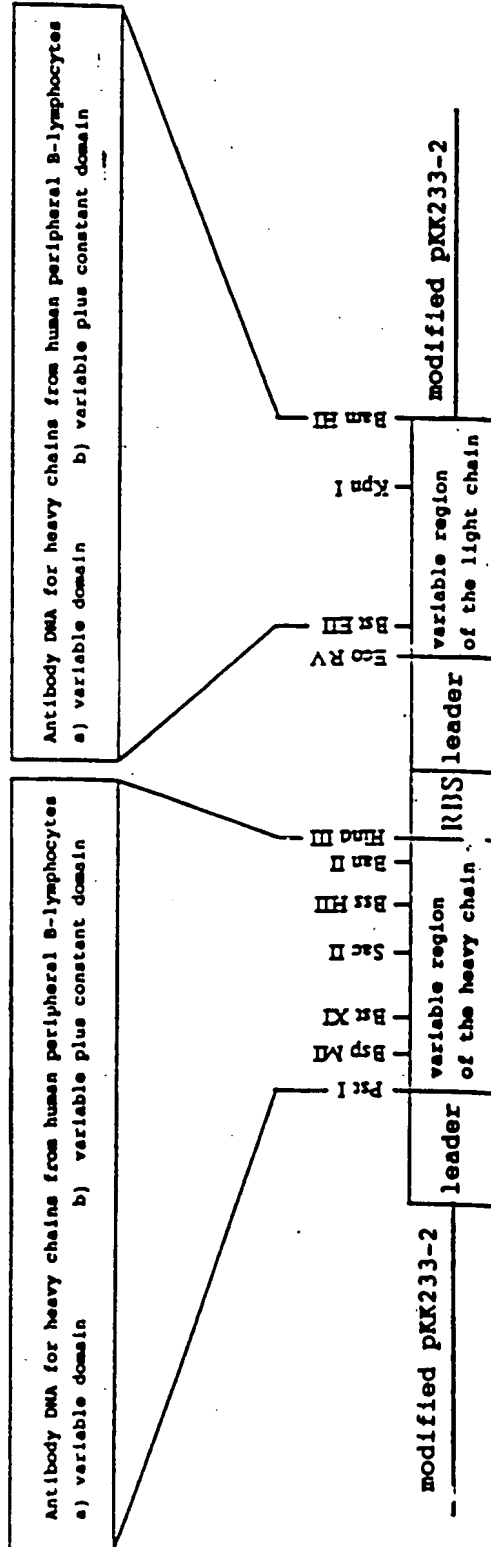 Antibody DNA for heavy chains from human peripheral B-lymphocytes
a) variable domain b) variable plus constant domain
Antibody DNA for heavy chains from human peripheral B-lymphocytes
a) variable domain b) variable plus constant domain
Pst I
Bsp MI
Bst XI
Sac II
Bss HII
Ban II
Hind III
Eco RV
Bst EII
Kpn I
Bam HI
modified pKK233-2
leader
variable region
of the heavy chain
RBS
leader
variable region
of the light chain
modified pKK233-2